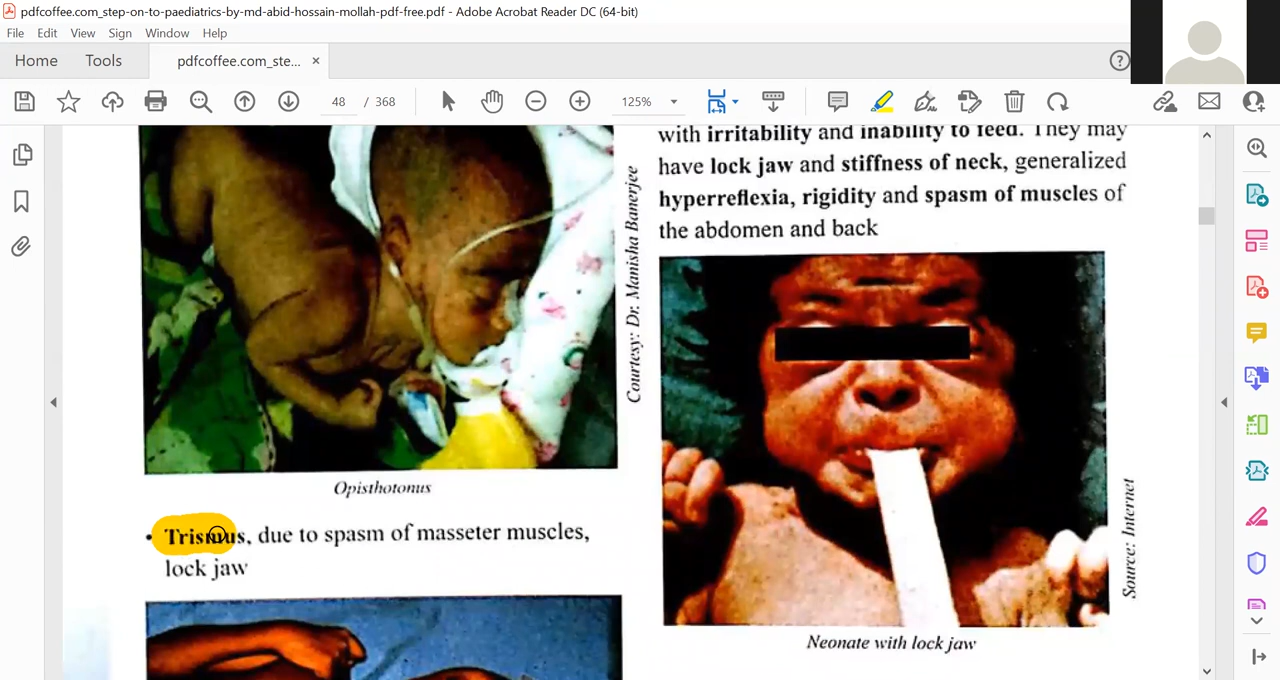 pdfcoffee.com_step-on-to-paediatrics-by-md-abid-hossain-mollah-pdf-free.pdf - Adobe Acrobat Reader DC (64-bit)
File Edit View Sign Window Help
Home Tools pdfcoffee.com_ste... ×
48 / 368 125%
Courtesy: Dr. Manisha Banerjee
Opisthotonus
• Trismus, due to spasm of masseter muscles,
lock jaw
with irritability and inability to feed. They may
have lock jaw and stiffness of neck, generalized
hyperreflexia, rigidity and spasm of muscles of
the abdomen and back
Source: Internet
Neonate with lock jaw